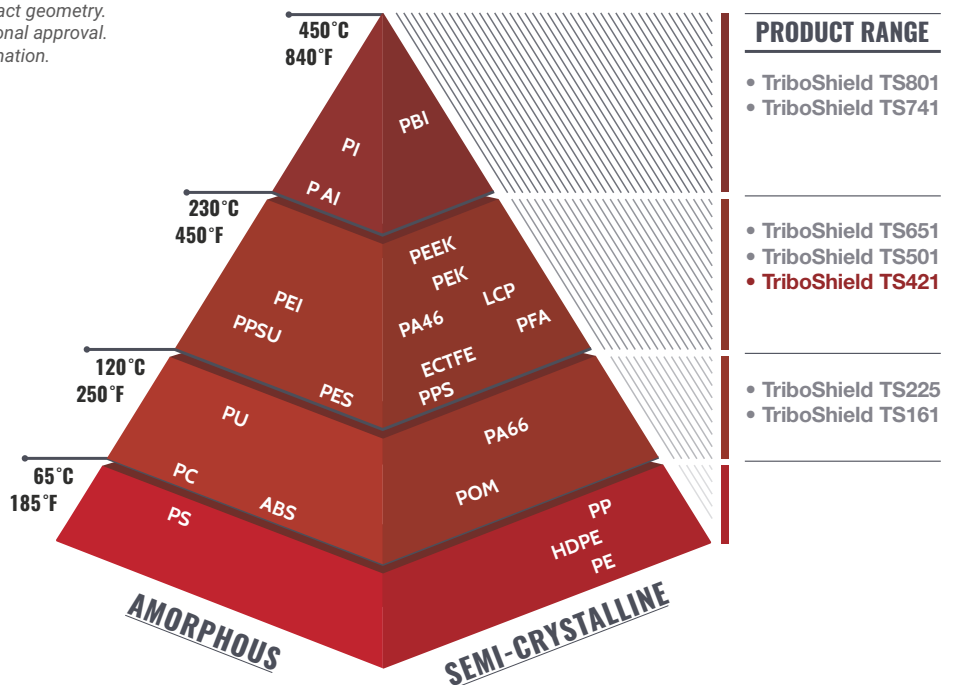 act geometry.
onal approval.
nation.
450°C
840°F
PRODUCT RANGE
• TriboShield TS801
• TriboShield TS741
PBI
PI
P AI
230°C
450°F
• TriboShield TS651
• TriboShield TS501
• TriboShield TS421
PEEK
PEK
LCP
PEI
PA46
PFA
PPSU
ECTFE
PES
PPS
120°C
250°F
• TriboShield TS225
• TriboShield TS161
PU
PA66
PC
POM
ABS
65°C
185°F
PS
PP
HDPE
PE
AMORPHOUS
SEMI-CRYSTALLINE